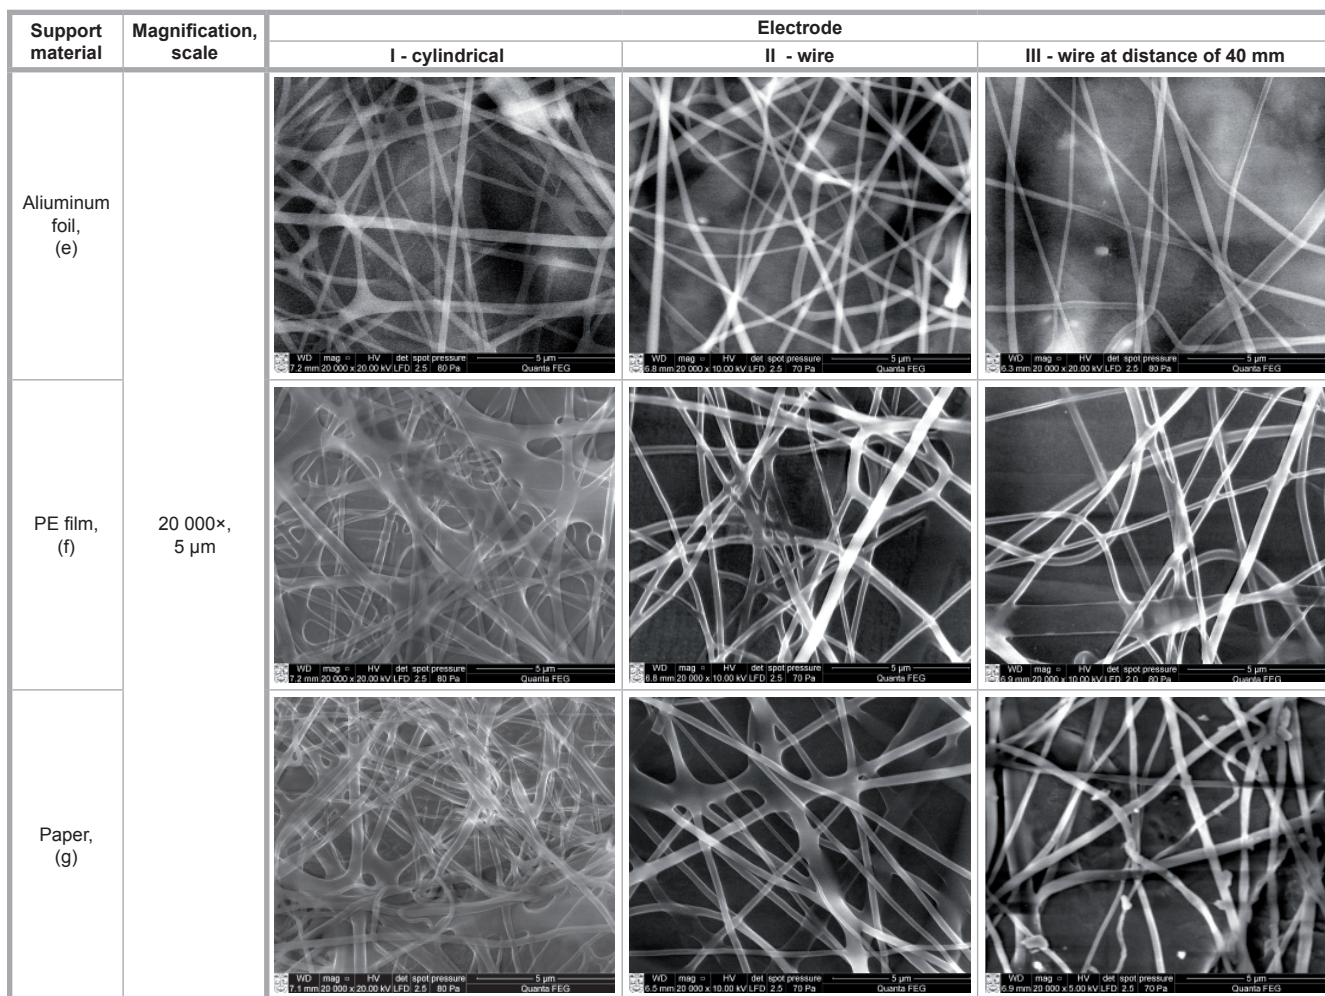 Support material
Magnification, scale
Electrode
I - cylindrical
II - wire
III - wire at distance of 40 mm
Aliuminum foil, (e)
20 000×, 5 µm
WD mag □ HV det spot pressure 5 µm
7.2 mm 20 000 x 20.00 kV LFD 2.5 80 Pa Quanta FEG
WD mag □ HV det spot pressure 5 µm
6.8 mm 20 000 x 10.00 kV LFD 2.5 70 Pa Quanta FEG
WD mag □ HV det spot pressure 5 µm
6.3 mm 20 000 x 20.00 kV LFD 2.5 80 Pa Quanta FEG
PE film, (f)
WD mag □ HV det spot pressure 5 µm
7.2 mm 20 000 x 20.00 kV LFD 2.5 80 Pa Quanta FEG
WD mag □ HV det spot pressure 5 µm
6.8 mm 20 000 x 10.00 kV LFD 2.5 70 Pa Quanta FEG
WD mag □ HV det spot pressure 5 µm
6.9 mm 20 000 x 10.00 kV LFD 2.0 80 Pa Quanta FEG
Paper, (g)
WD mag □ HV det spot pressure 5 µm
7.1 mm 20 000 x 20.00 kV LFD 2.5 80 Pa Quanta FEG
WD mag □ HV det spot pressure 5 µm
6.5 mm 20 000 x 10.00 kV LFD 2.5 70 Pa Quanta FEG
WD mag □ HV det spot pressure 5 µm
6.9 mm 20 000 x 5.00 kV LFD 2.5 70 Pa Quanta FEG